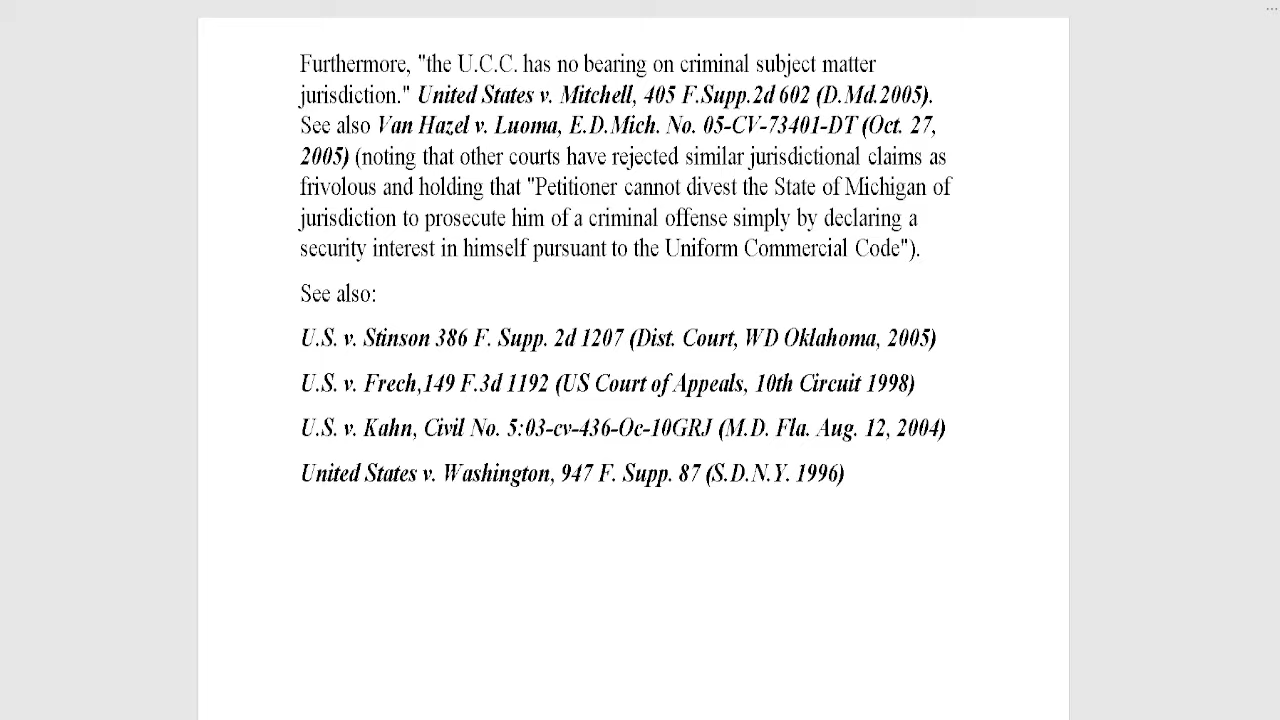 Furthermore, "the U.C.C. has no bearing on criminal subject matter
jurisdiction." United States v. Mitchell, 405 F.Supp.2d 602 (D.Md.2005).
See also Van Hazel v. Luoma, E.D.Mich. No. 05-CV-73401-DT (Oct. 27,
2005) (noting that other courts have rejected similar jurisdictional claims as
frivolous and holding that "Petitioner cannot divest the State of Michigan of
jurisdiction to prosecute him of a criminal offense simply by declaring a
security interest in himself pursuant to the Uniform Commercial Code").
See also:
U.S. v. Stinson 386 F. Supp. 2d 1207 (Dist. Court, WD Oklahoma, 2005)
U.S. v. Frech,149 F.3d 1192 (US Court of Appeals, 10th Circuit 1998)
U.S. v. Kahn, Civil No. 5:03-cv-436-Oc-10GRJ (M.D. Fla. Aug. 12, 2004)
United States v. Washington, 947 F. Supp. 87 (S.D.N.Y. 1996)